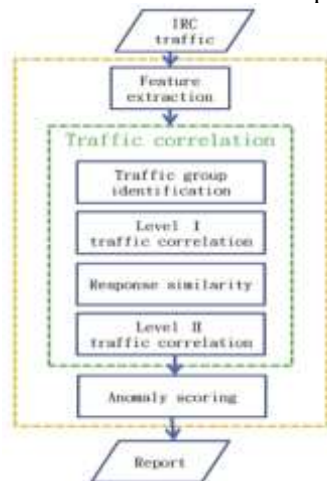 IRC
traffic
Feature
extraction
Traffic correlation
Traffic group
identification
Level Ⅰ
traffic correlation
Response similarity
Level Ⅱ
traffic correlation
Anomaly scoring
Report